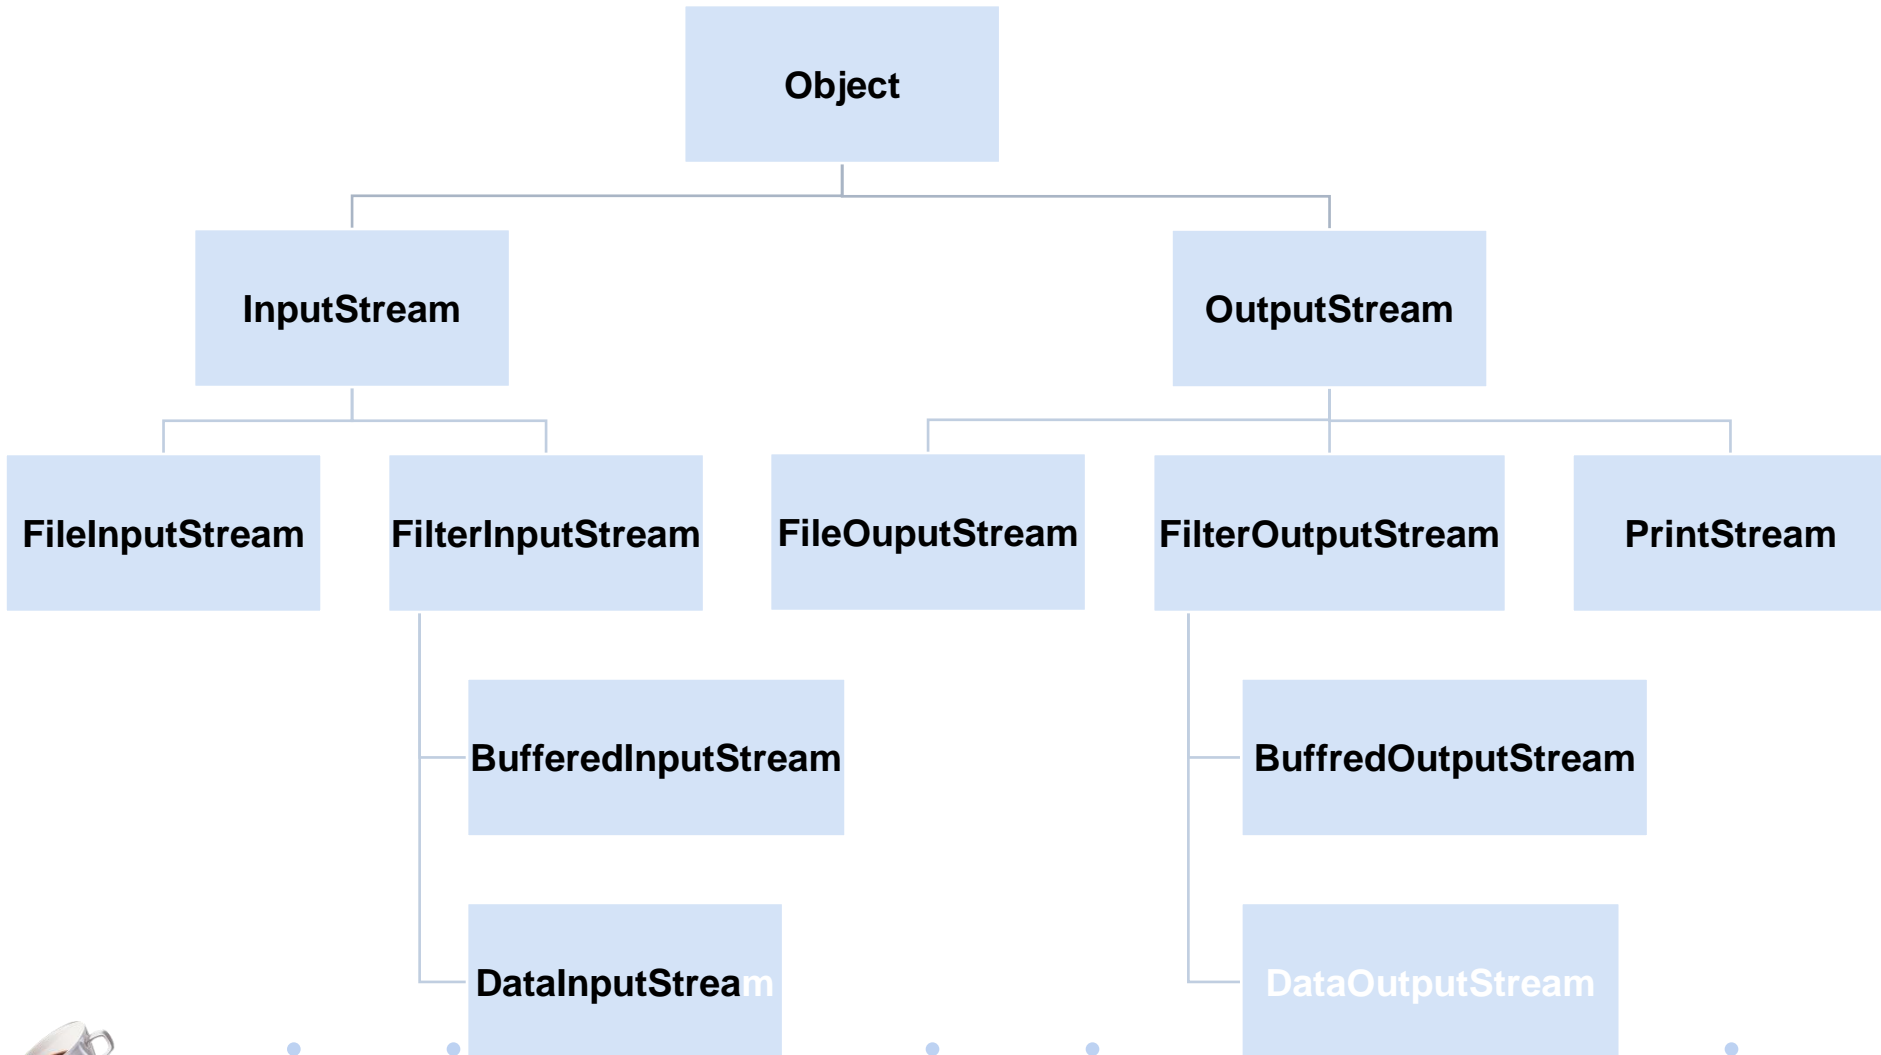 Object
InputStream
OutputStream
FileInputStream
FilterInputStream
FileOuputStream
FilterOutputStream
PrintStream
BufferedInputStream
BuffredOutputStream
DataInputStream
DataOutputStream